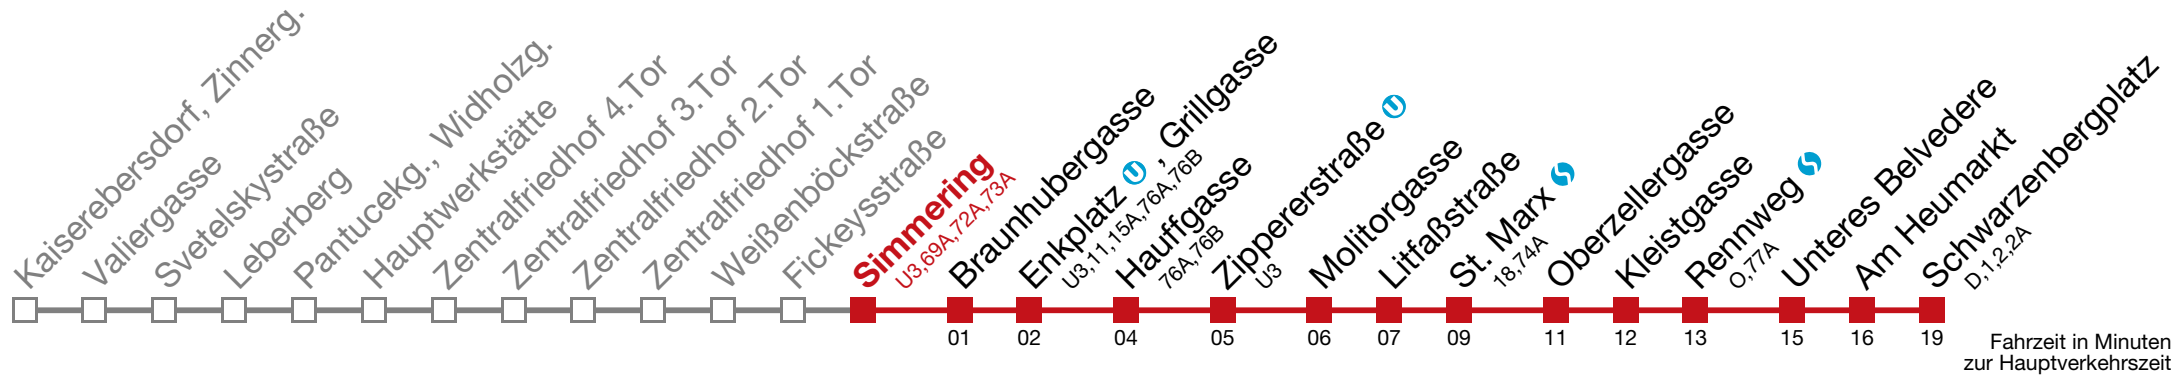 Kaiserebersdorf, Zinnerg.
Valiergasse
Svetelskystraße
Leberberg
Pantucekg., Widholzg.
Hauptwerkstätte
Zentralfriedhof 4.Tor
Zentralfriedhof 3.Tor
Zentralfriedhof 2.Tor
Zentralfriedhof 1.Tor
Weißenböckstraße
Fickeysstraße
Simmering
U3,69A,72A,73A
Braunhubergasse
Enkplatz U , Grillgasse
U3,11,15A,76A,76B
Hauffgasse
76A,76B
Zippererstraße U
U3
Molitorgasse
Litfaßstraße
St. Marx S
18,74A
Oberzellergasse
Kleistgasse
Rennweg S
O,77A
Unteres Belvedere
Am Heumarkt
Schwarzenbergplatz
D,1,2,2A
01 02 04 05 06 07 09 11 12 13 15 16 19
Fahrzeit in Minuten
zur Hauptverkehrszeit